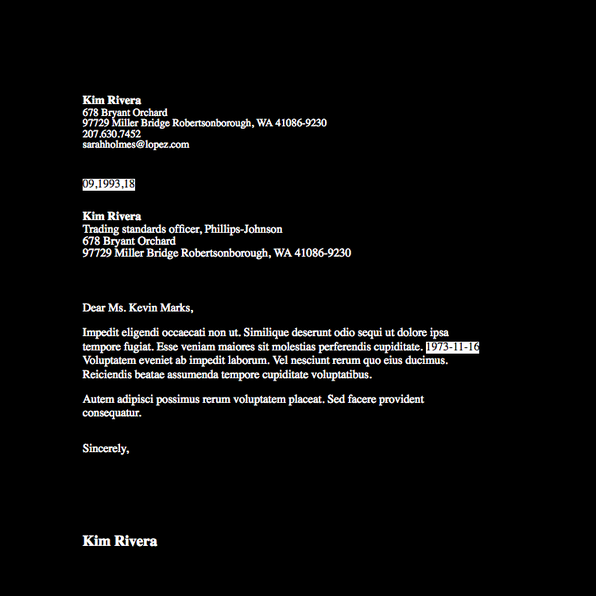 Kim Rivera
678 Bryant Orchard
97729 Miller Bridge Robertsonborough, WA 41086-9230
207.630.7452
sarahholmes@lopez.com
09,1993,18
Kim Rivera
Trading standards officer, Phillips-Johnson
678 Bryant Orchard
97729 Miller Bridge Robertsonborough, WA 41086-9230
Dear Ms. Kevin Marks,
Impedit eligendi occaecati non ut. Similique deserunt odio sequi ut dolore ipsa
tempore fugiat. Esse veniam maiores sit molestias perferendis cupiditate. 1973-11-16
Voluptatem eveniet ab impedit laborum. Vel nesciunt rerum quo eius ducimus.
Reiciendis beatae assumenda tempore cupiditate voluptatibus.
Autem adipisci possimus rerum voluptatem placeat. Sed facere provident
consequatur.
Sincerely,
Kim Rivera